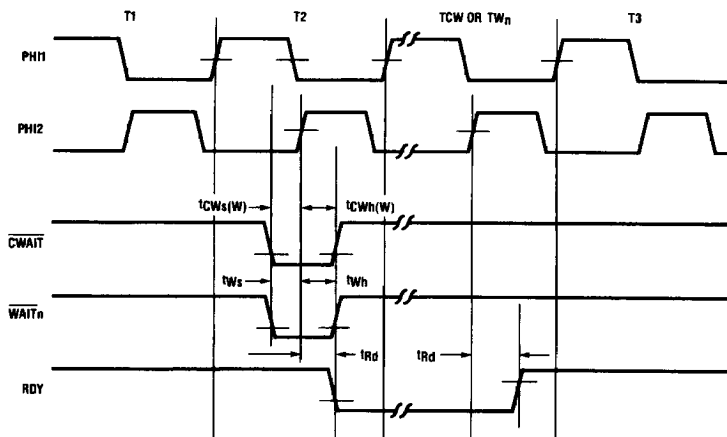 T1 T2 TCW OR TWn T3
PHI1
PHI2
tCWs(W) tCWh(W)
CWAIT
tWs tWh
WAITn
tRd tRd
RDY